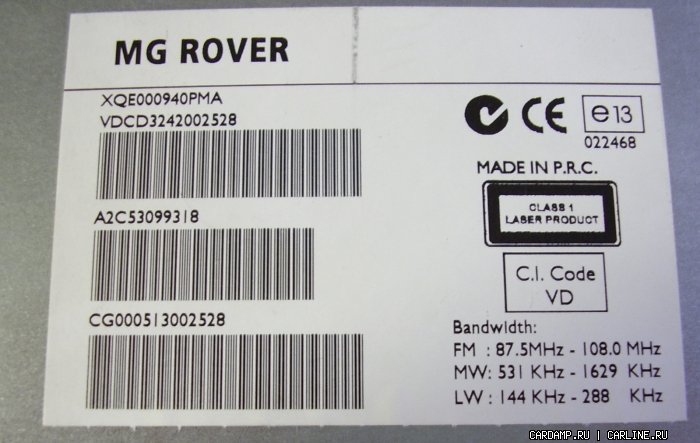 MG ROVER
XQE000940PMA
VDCD3242002528
A2C53099318
CG000513002528
CE
e13
022468
MADE IN P.R.C.
CLASS 1
LASER PRODUCT
C.I. Code
VD
Bandwidth:
FM : 87.5MHz - 108.0 MHz
MW: 531 KHz - 1629 KHz
LW : 144 KHz - 288 KHz
CARDAMP.RU | CARLINE.RU